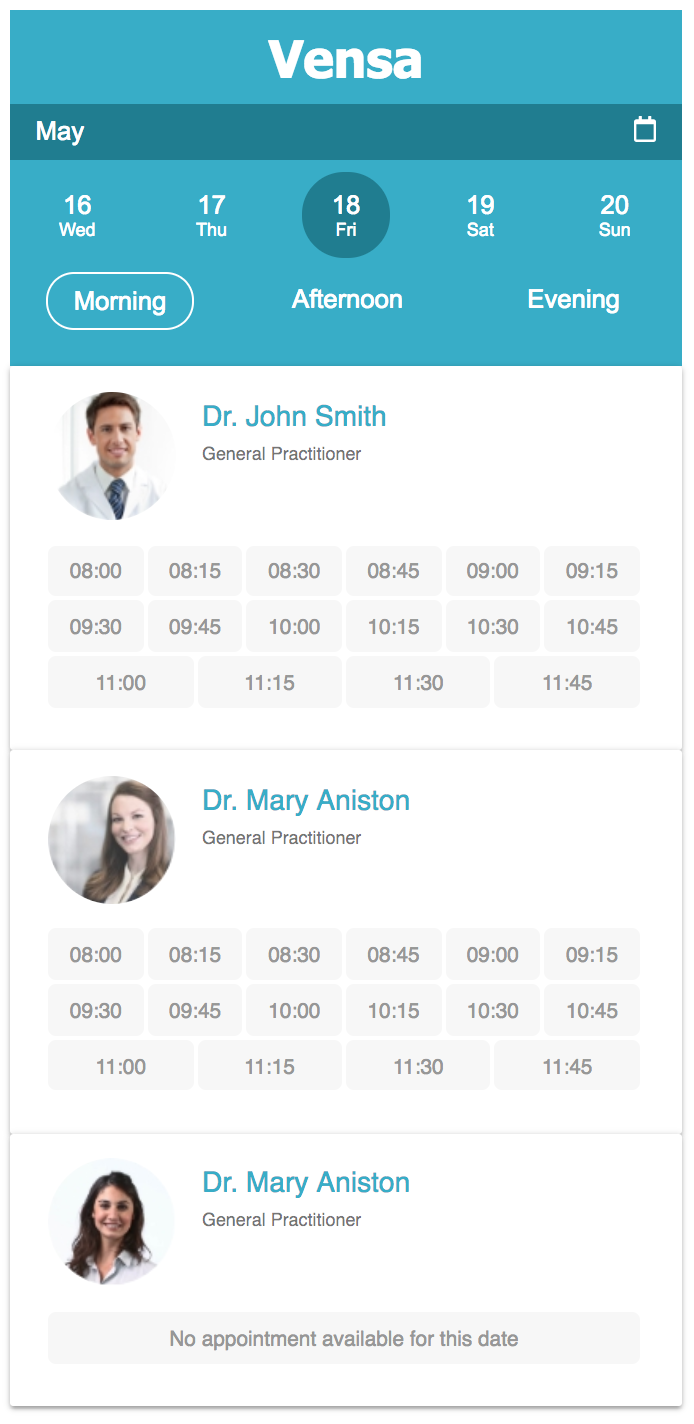 Vensa
May
16 17 18 19 20
Wed Thu Fri Sat Sun
Morning Afternoon Evening
Dr. John Smith
General Practitioner
08:00 08:15 08:30 08:45 09:00 09:15
09:30 09:45 10:00 10:15 10:30 10:45
11:00 11:15 11:30 11:45
Dr. Mary Aniston
General Practitioner
08:00 08:15 08:30 08:45 09:00 09:15
09:30 09:45 10:00 10:15 10:30 10:45
11:00 11:15 11:30 11:45
Dr. Mary Aniston
General Practitioner
No appointment available for this date